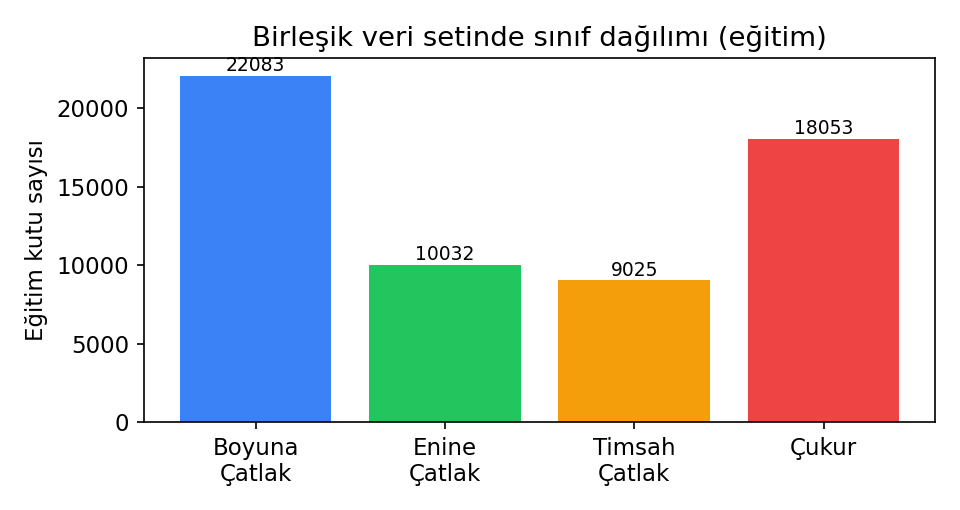 Birleşik veri setinde sınıf dağılımı (eğitim)
Eğitim kutu sayısı
20000
15000
10000
5000
0
22083
10032
9025
18053
Boyuna
Çatlak
Enine
Çatlak
Timsah
Çatlak
Çukur